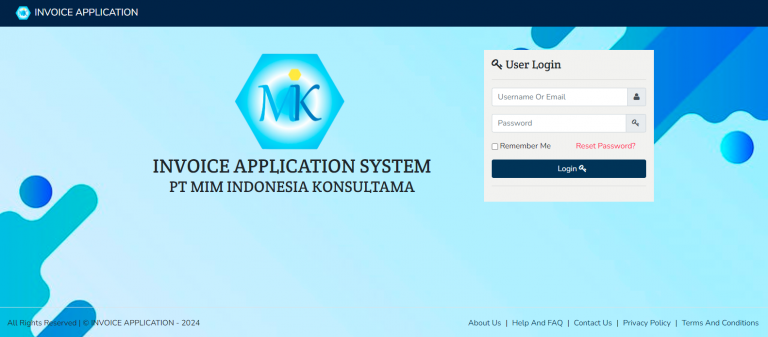 INVOICE APPLICATION
MIK
INVOICE APPLICATION SYSTEM
PT MIM INDONESIA KONSULTAMA
User Login
Username Or Email
Password
Remember Me Reset Password?
Login
All Rights Reserved | © INVOICE APPLICATION - 2024
About Us | Help And FAQ | Contact Us | Privacy Policy | Terms And Conditions